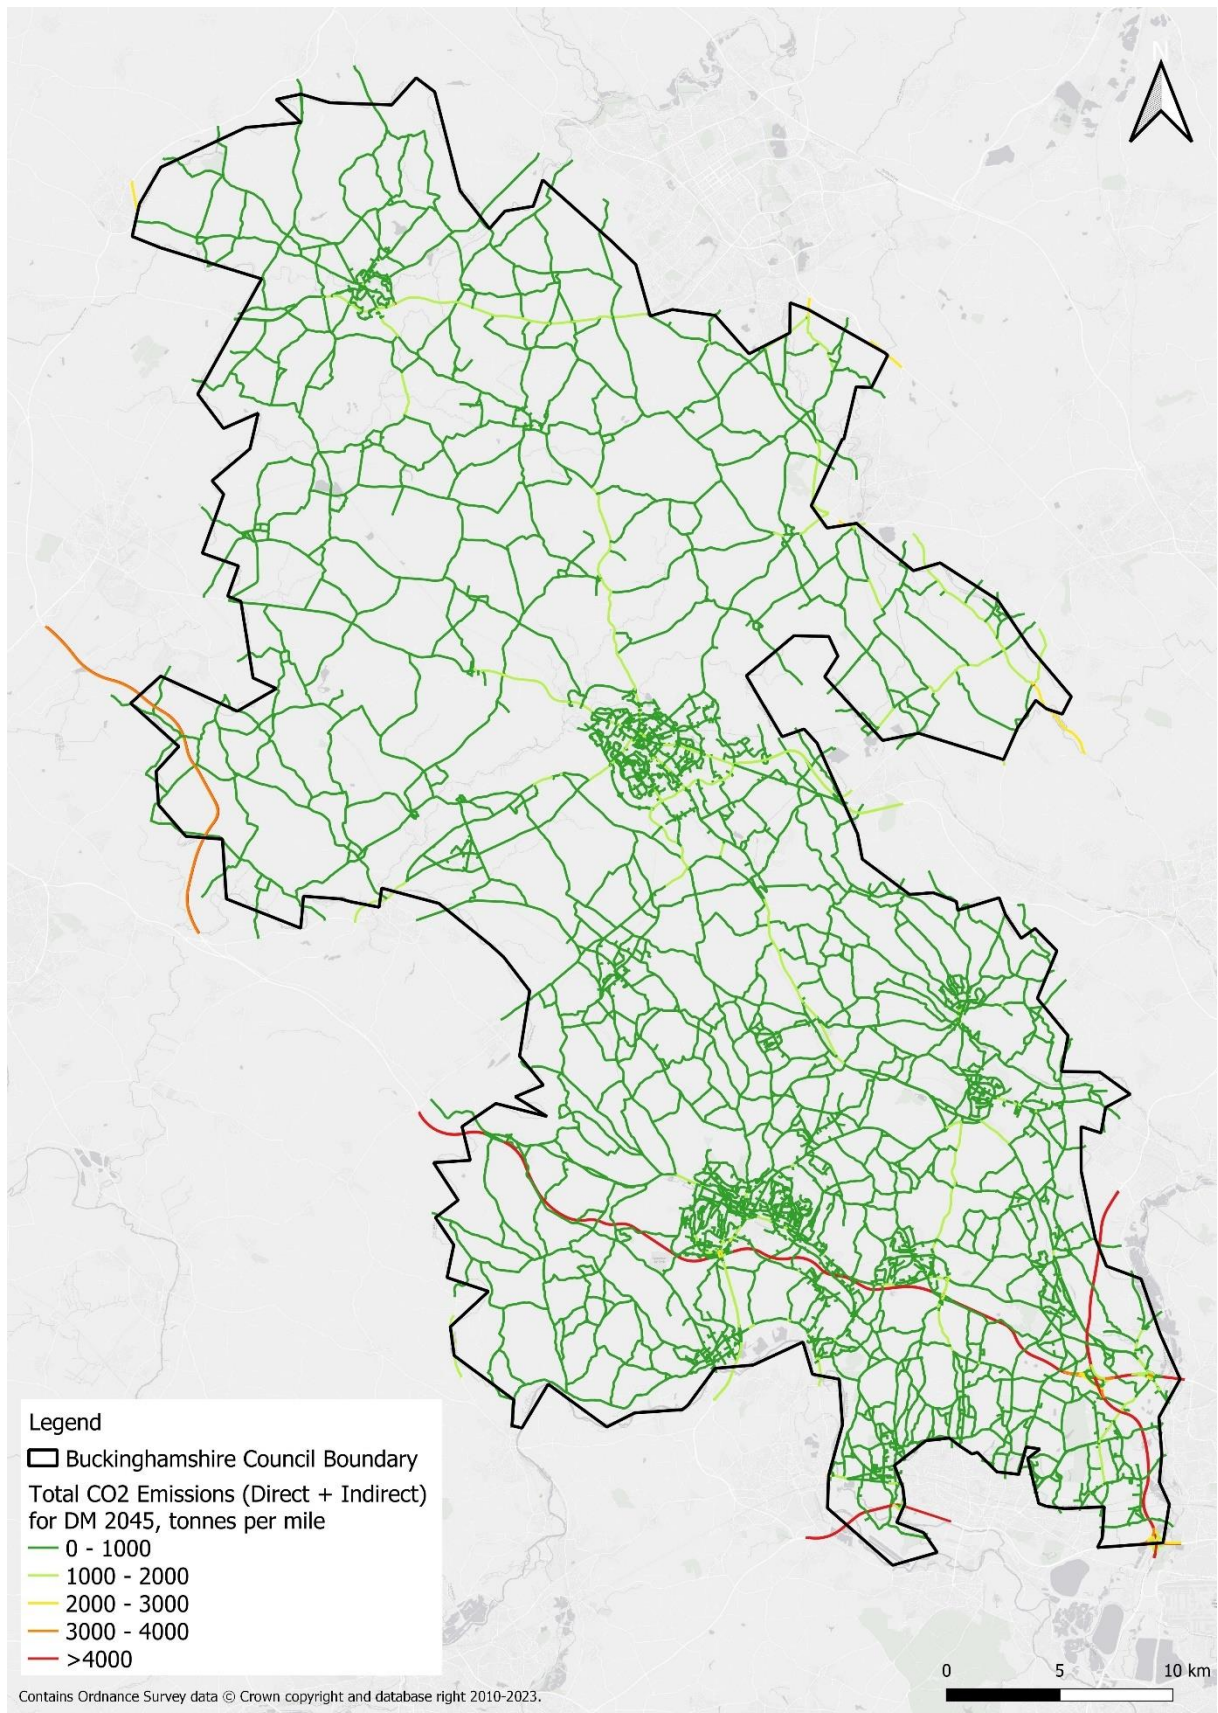 N
Legend
Buckinghamshire Council Boundary
Total CO2 Emissions (Direct + Indirect)
for DM 2045, tonnes per mile
0 - 1000
1000 - 2000
2000 - 3000
3000 - 4000
>4000
0 5 10 km
Contains Ordnance Survey data © Crown copyright and database right 2010-2023.